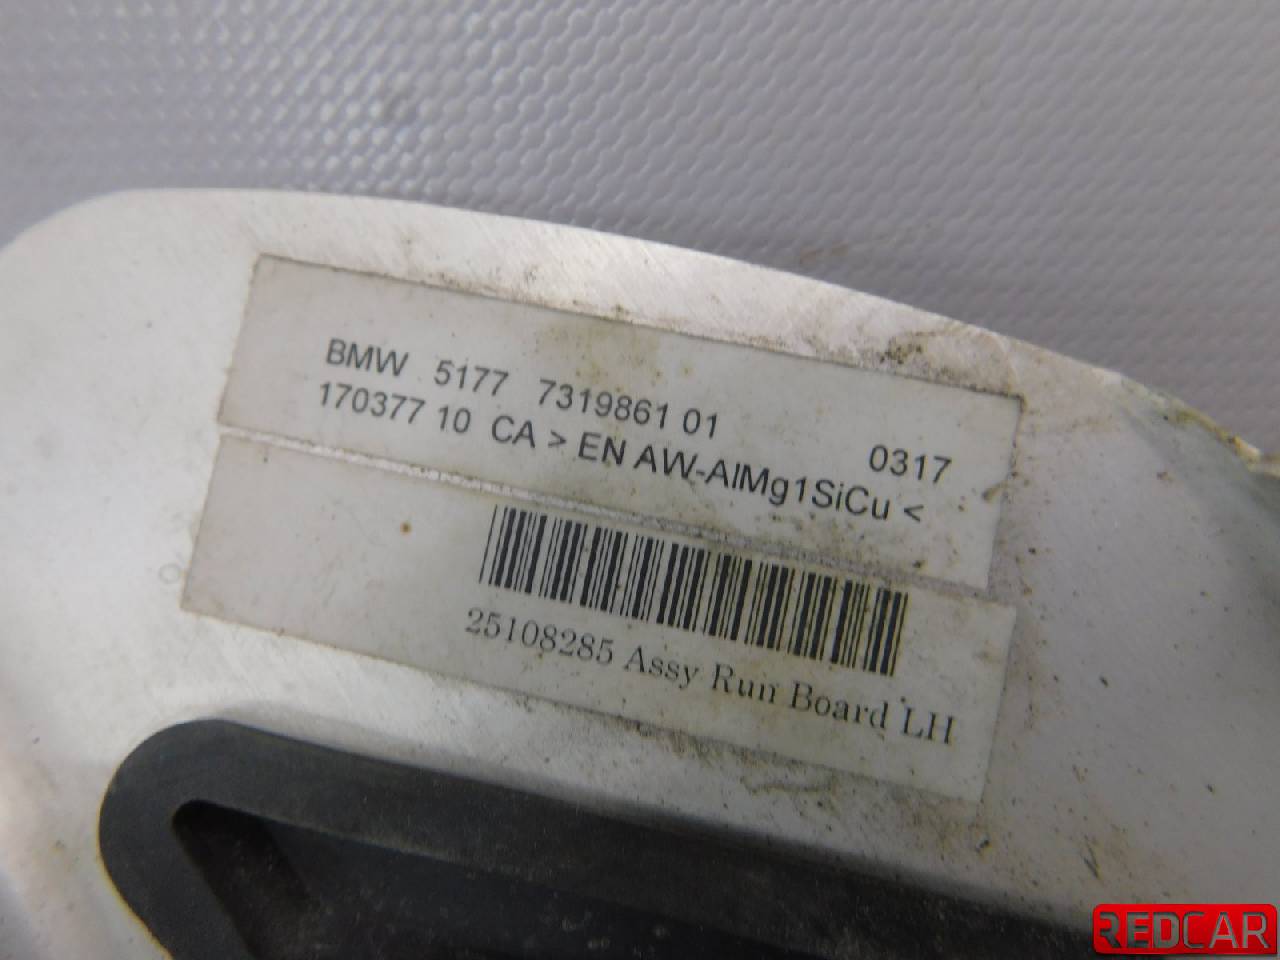 BMW 5177 7319861 01 0317
170377 10 CA > EN AW-AlMg1SiCu <
25108285 Assy Run Board LH
REDCAR